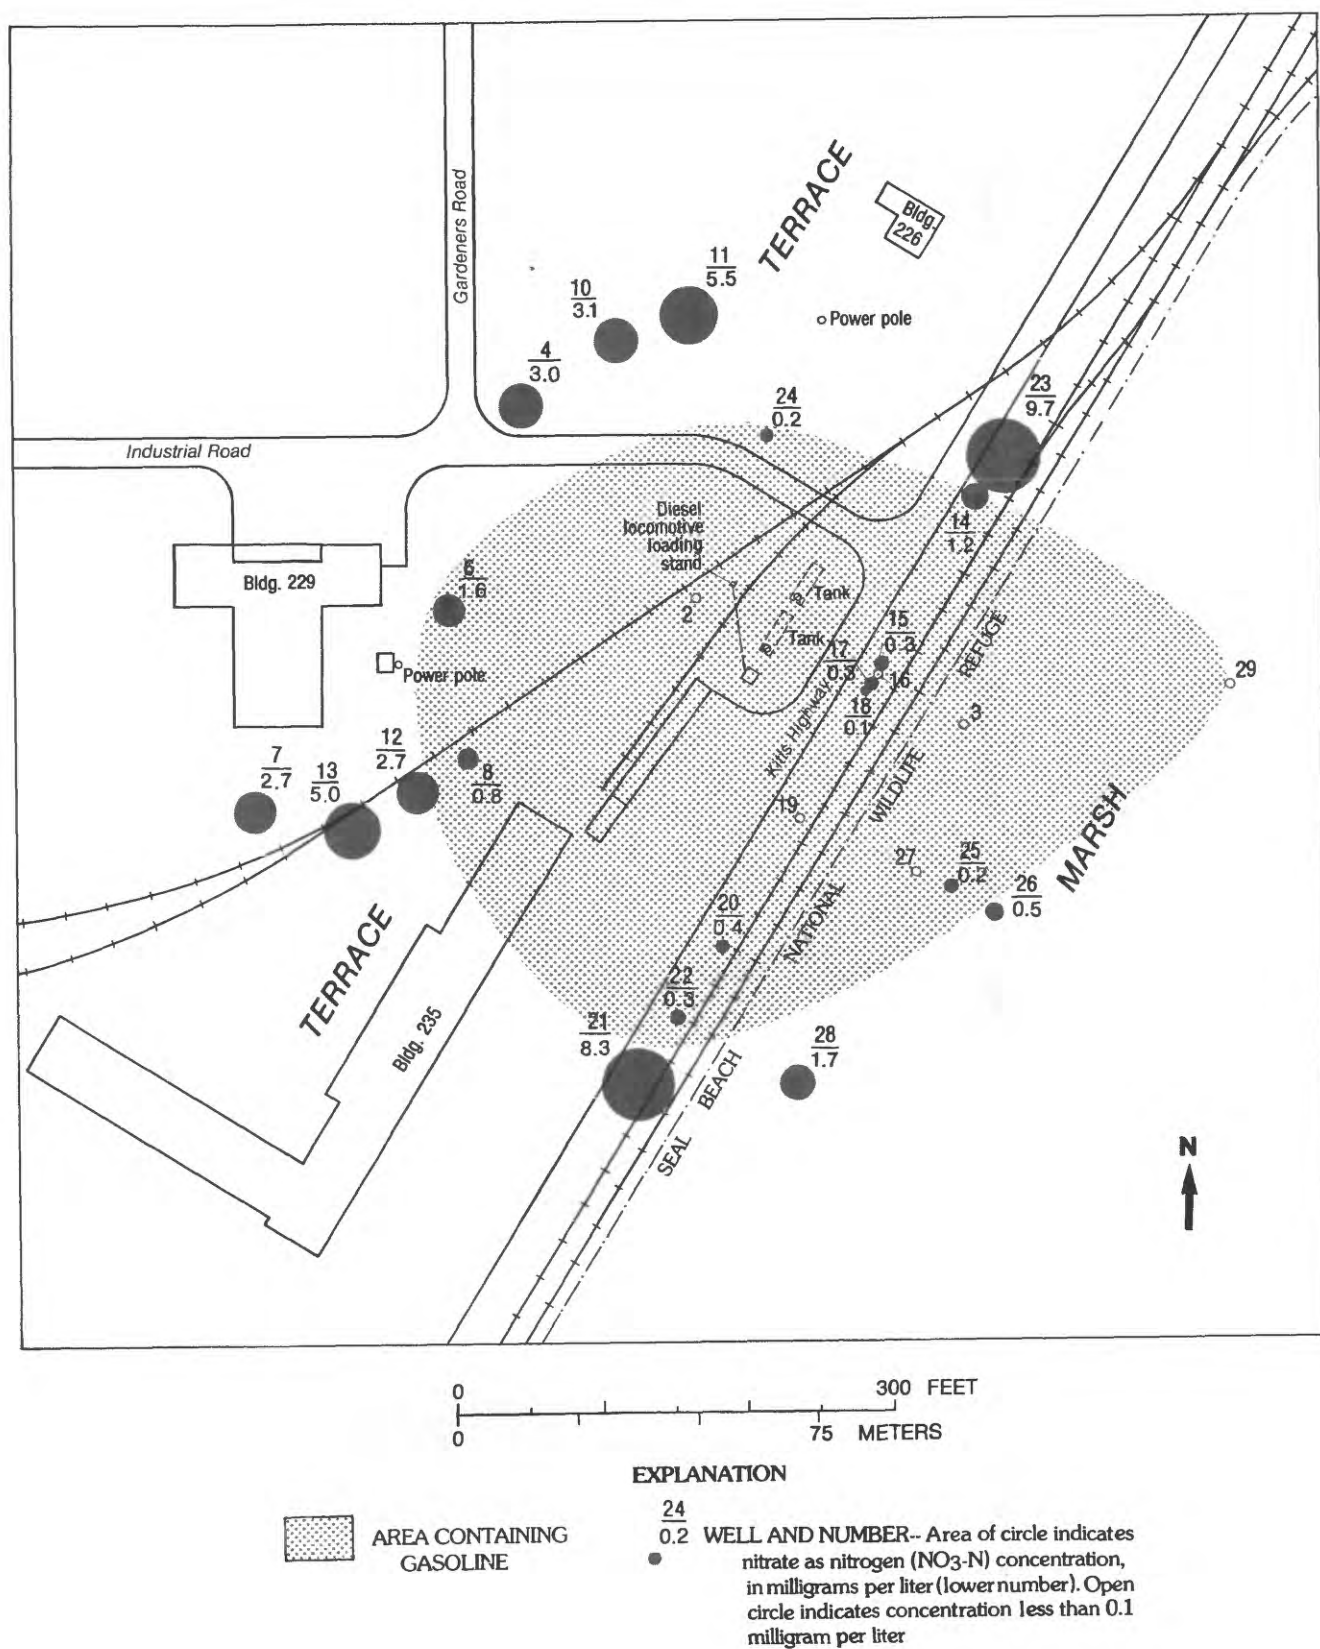 Gardeners Road
TERRACE
Bldg.
226
11
5.5
10
3.1
Power pole
4
3.0
24
0.2
23
9.7
Industrial Road
Diesel
locomotive
loading
stand
14
1.2
Bldg. 229
6
1.6
2
Tank
Tank
15
0.3
17
0.3
16
18
0.1
REFUGE
29
3
Power pole
Kitts Highway
12
2.7
7
2.7
13
5.0
8
0.8
19
WILDLIFE
MARSH
27
25
0.2
26
0.5
TERRACE
20
0.4
NATIONAL
22
0.3
Bldg. 235
21
8.3
28
1.7
BEACH
SEAL
N
0 300 FEET
0 75 METERS
EXPLANATION
AREA CONTAINING
GASOLINE
24
0.2
WELL AND NUMBER-- Area of circle indicates
nitrate as nitrogen (NO3-N) concentration,
in milligrams per liter (lower number). Open
circle indicates concentration less than 0.1
milligram per liter